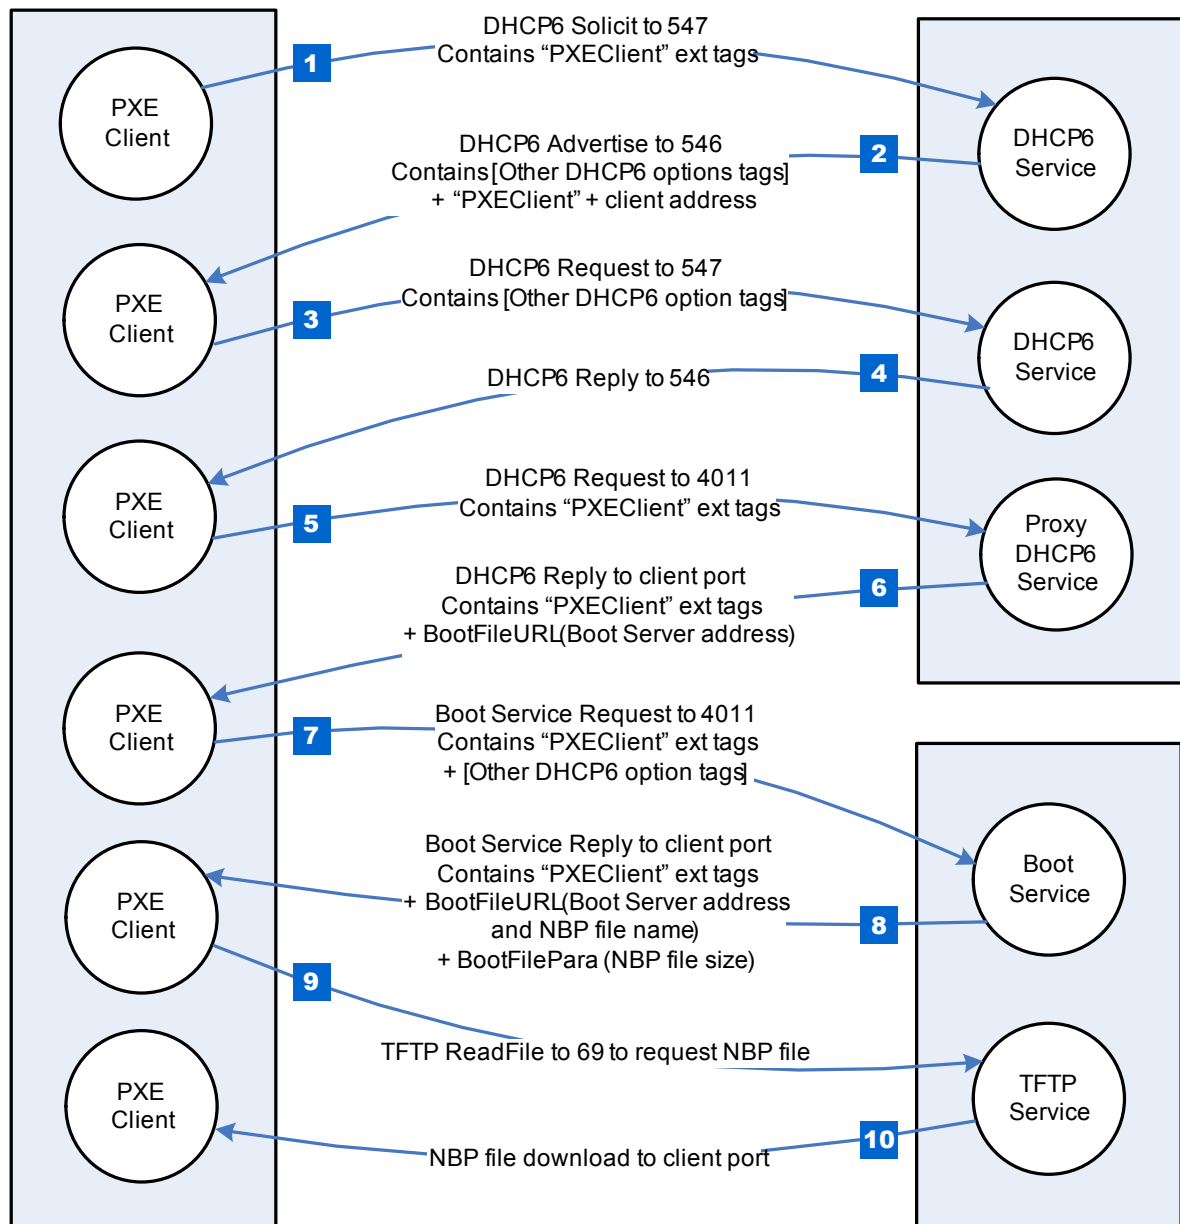 DHCP6 Solicit to 547
Contains “PXEClient” ext tags
1
PXE
Client
DHCP6
Service
DHCP6 Advertise to 546
Contains [Other DHCP6 options tags]
+ “PXEClient” + client address
2
PXE
Client
DHCP6 Request to 547
Contains [Other DHCP6 option tags]
3
DHCP6
Service
DHCP6 Reply to 546
4
PXE
Client
DHCP6 Request to 4011
Contains “PXEClient” ext tags
5
Proxy
DHCP6
Service
DHCP6 Reply to client port
Contains “PXEClient” ext tags
+ BootFileURL(Boot Server address)
6
PXE
Client
Boot Service Request to 4011
Contains “PXEClient” ext tags
+ [Other DHCP6 option tags]
7
Boot
Service
Boot Service Reply to client port
Contains “PXEClient” ext tags
+ BootFileURL(Boot Server address
and NBP file name)
+ BootFilePara (NBP file size)
8
PXE
Client
9
TFTP ReadFile to 69 to request NBP file
TFTP
Service
PXE
Client
10
NBP file download to client port